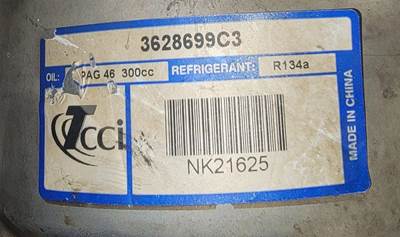 3628699C3
OIL: PAG 46 300cc REFRIGERANT: R134a
Tcci
NK21625
MADE IN CHINA